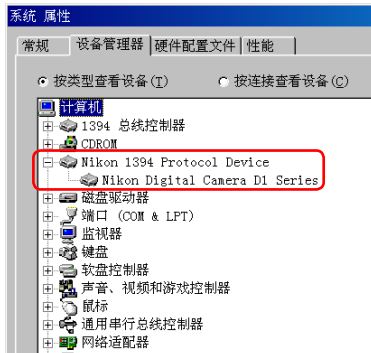 系统 属性
常规 设备管理器 硬件配置文件 性能
按类型查看设备(T) 按连接查看设备(C)
计算机
1394 总线控制器
CDROM
Nikon 1394 Protocol Device
Nikon Digital Camera D1 Series
磁盘驱动器
端口 (COM & LPT)
监视器
键盘
软盘控制器
声音、视频和游戏控制器
鼠标
通用串行总线控制器
网络适配器